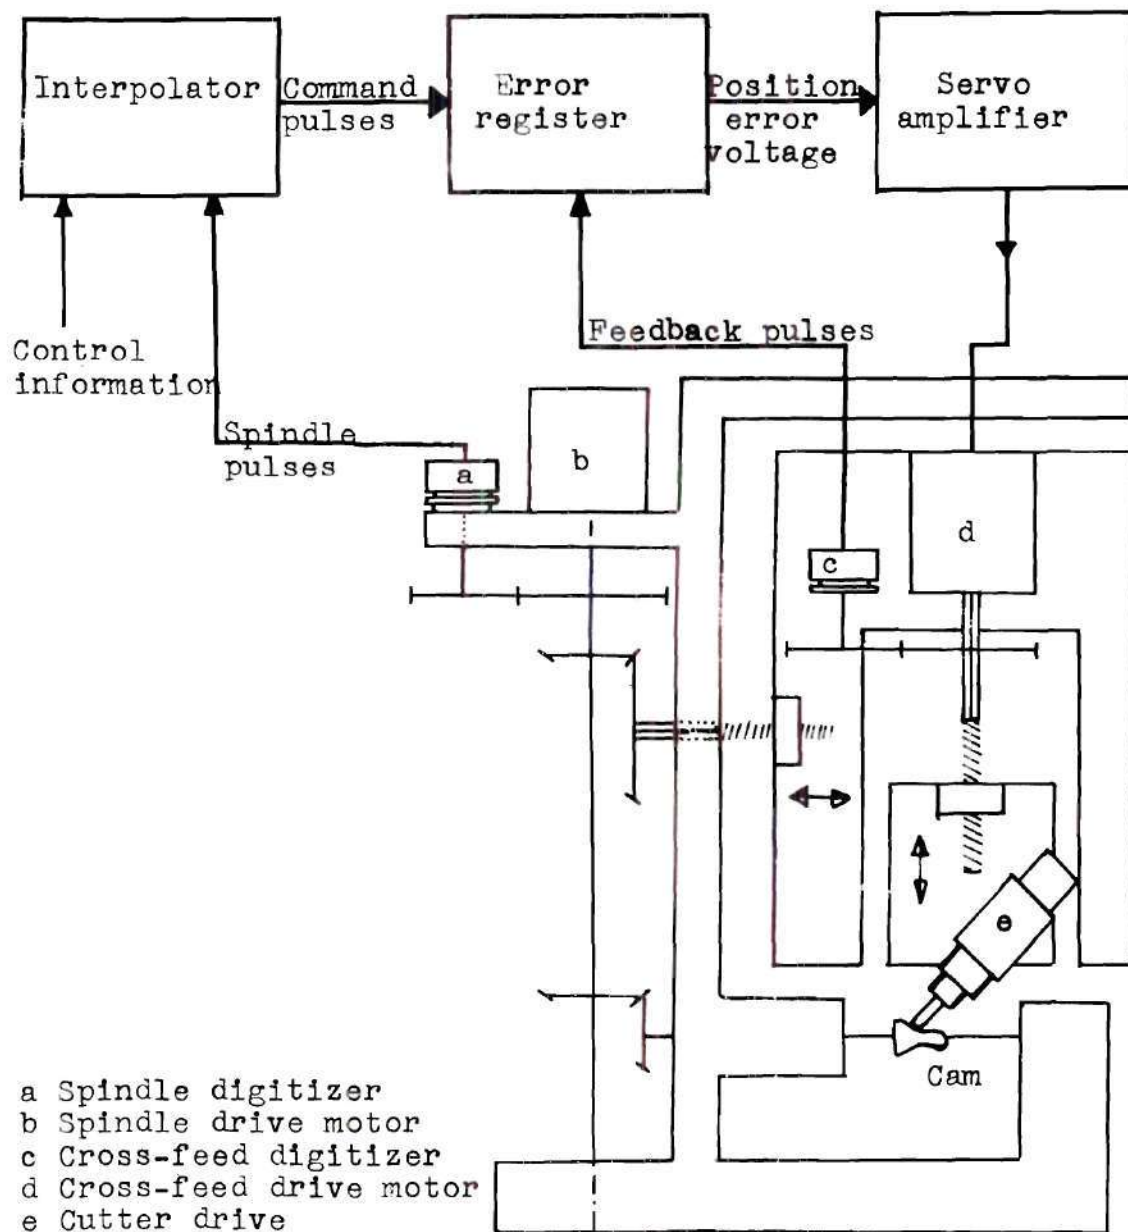 Interpolator
Command
pulses
Error
register
Position
error
voltage
Servo
amplifier
Control
information
Feedback pulses
Spindle
pulses
a
b
c
d
e
Cam
a Spindle digitizer
b Spindle drive motor
c Cross-feed digitizer
d Cross-feed drive motor
e Cutter drive